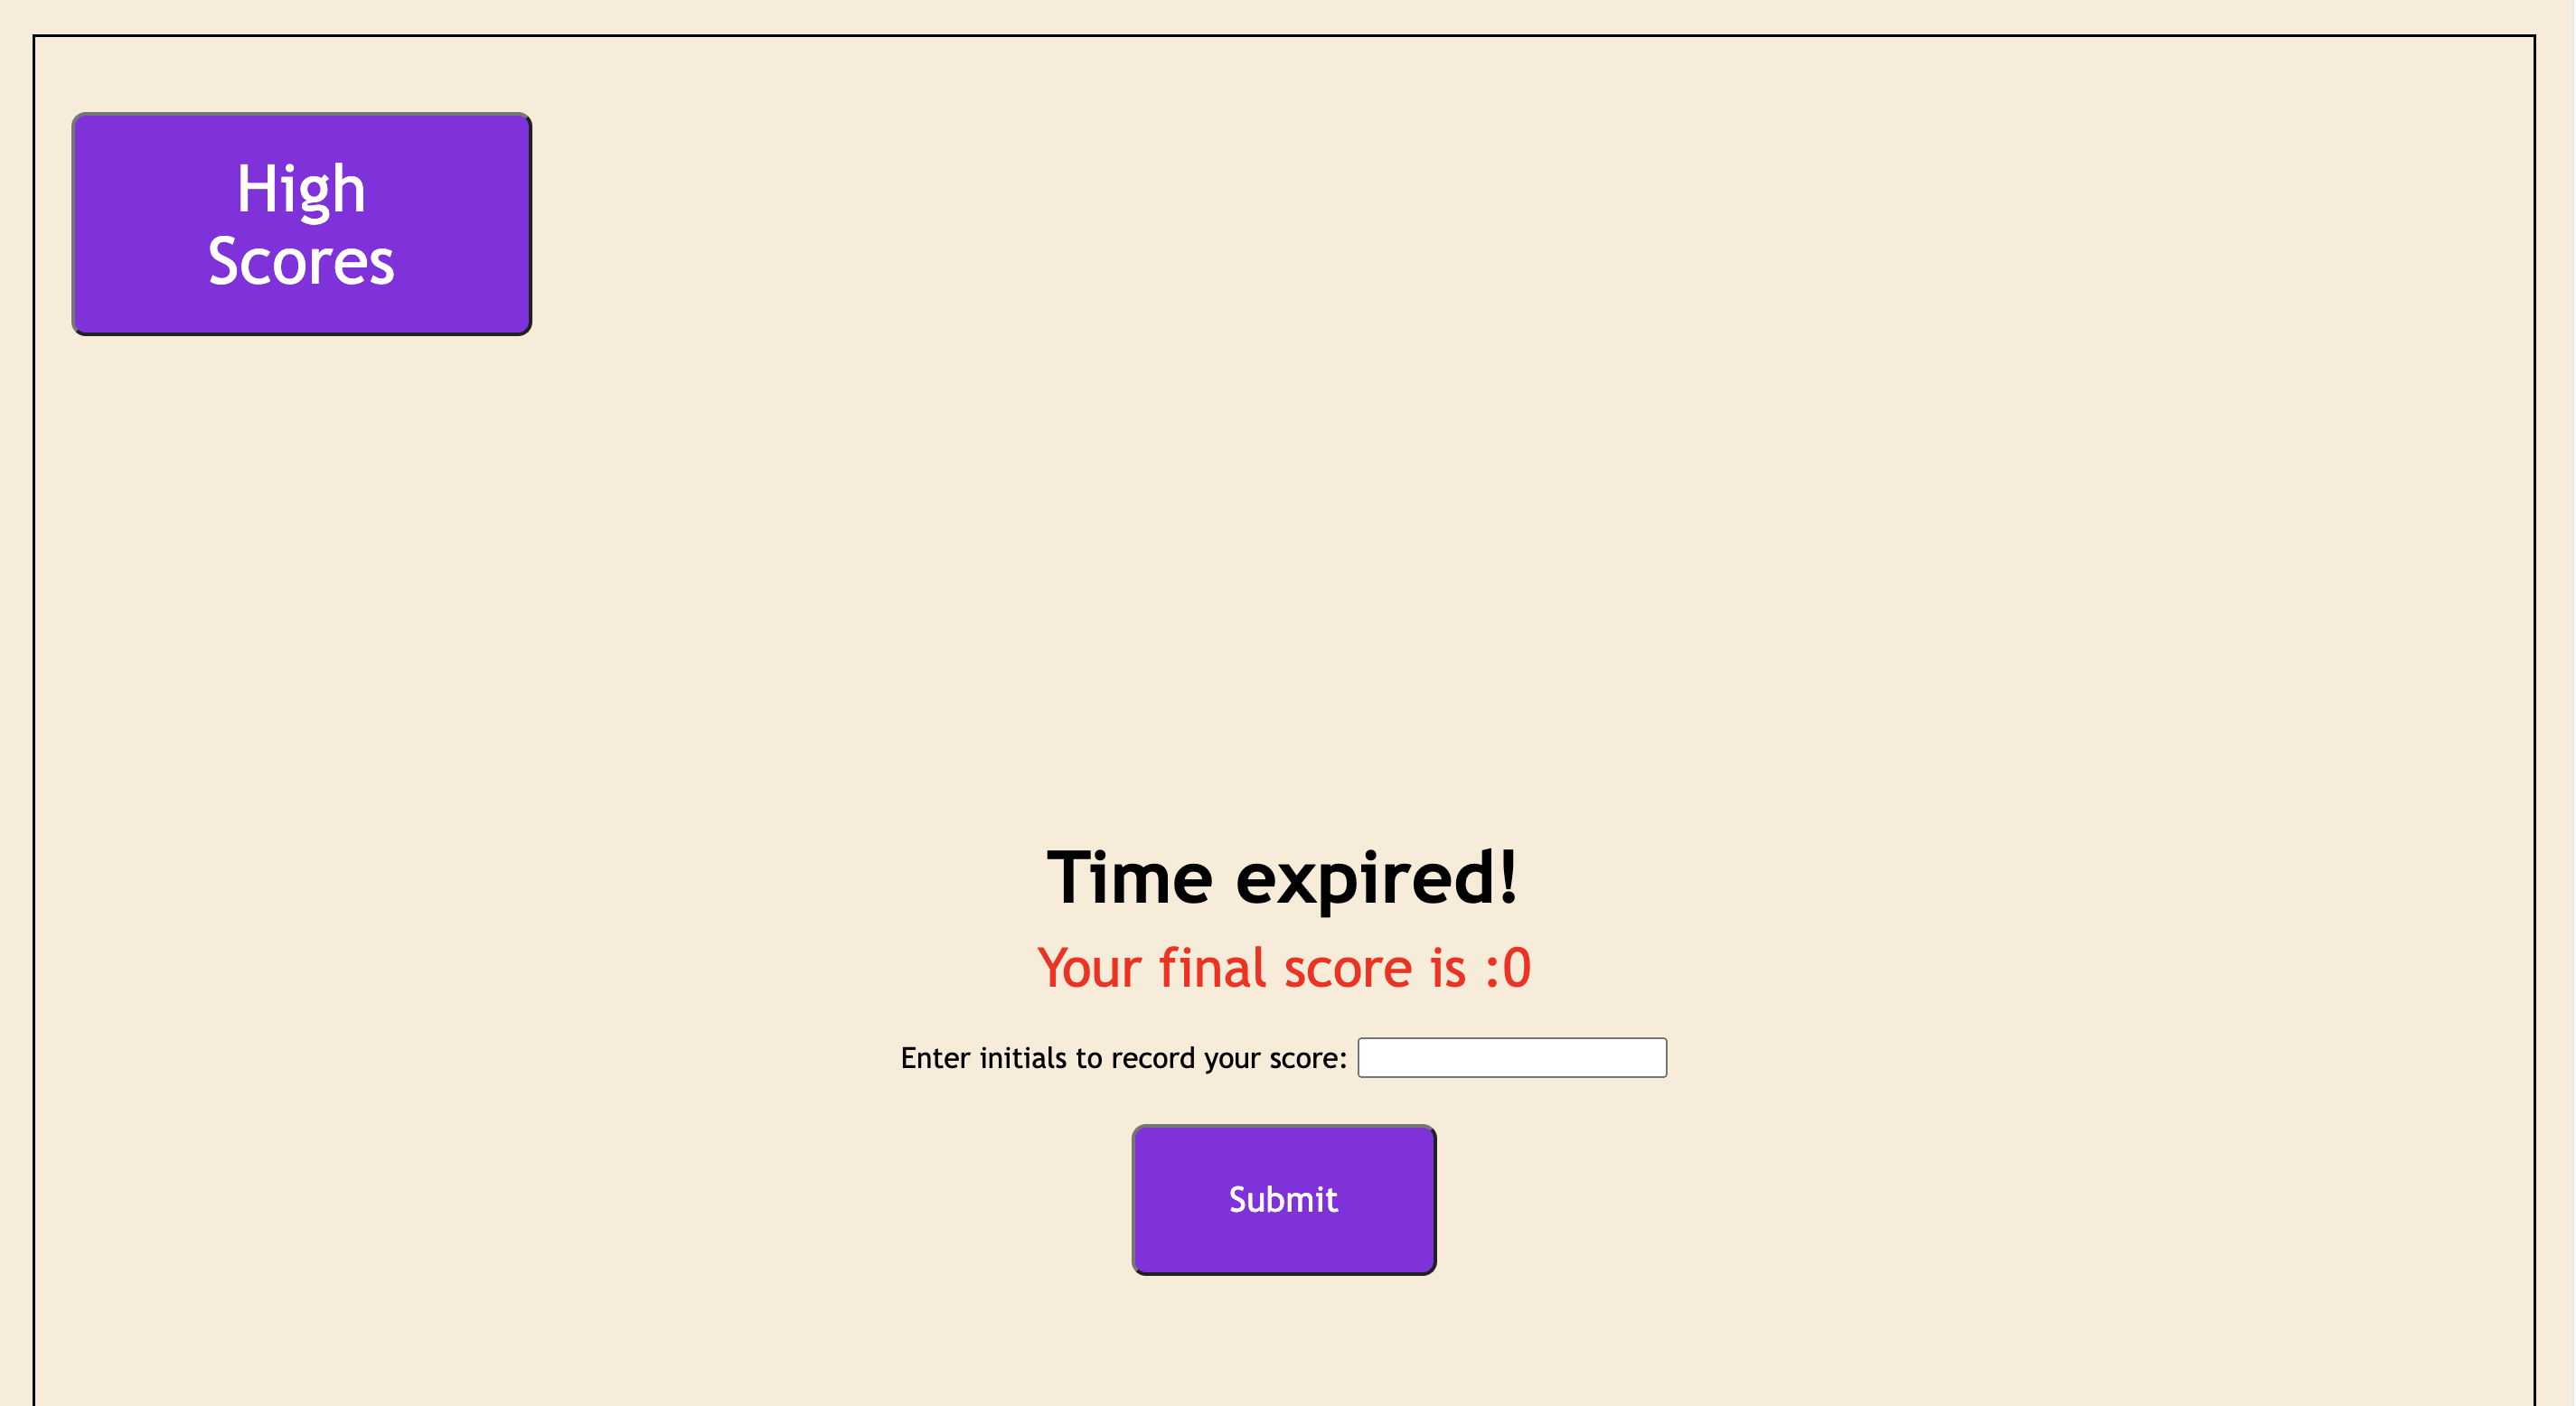 High
Scores
Time expired!
Your final score is :0
Enter initials to record your score:
Submit